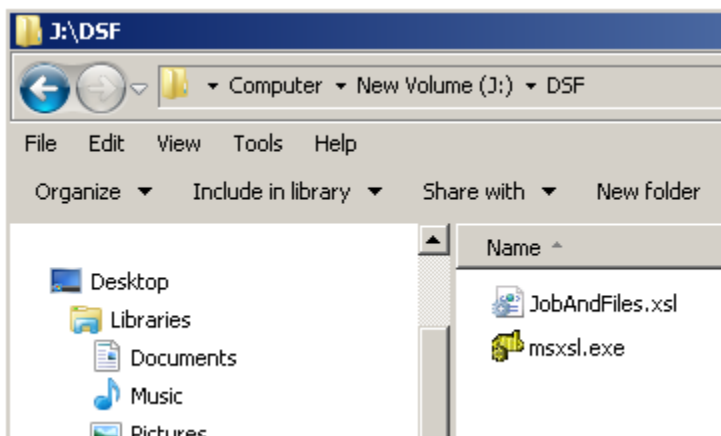 J:\DSF
Computer New Volume (J:) DSF
File Edit View Tools Help
Organize Include in library Share with New folder
Name
Desktop
Libraries
Documents
Music
Pictures
JobAndFiles.xsl
msxsl.exe